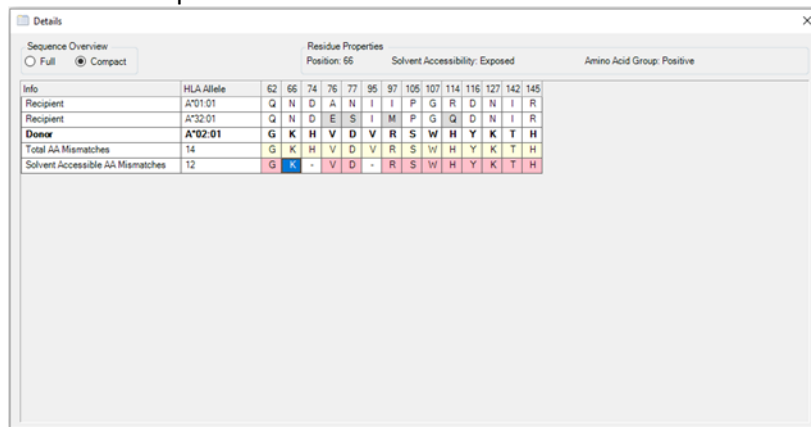 Details
Sequence Overview Residue Properties
Full Compact Position: 66 Solvent Accessibility: Exposed Amino Acid Group: Positive
Info HLA Allele 62 66 74 76 77 95 97 105 107 114 116 127 142 145
Recipient A*01:01 Q N D A N I I P G R D N I R
Recipient A*32:01 Q N D E S I M P G Q D N I R
Donor A*02:01 G K H V D V R S W H Y K T H
Total AA Mismatches 14 G K H V D V R S W H Y K T H
Solvent Accessible AA Mismatches 12 G K - V D - R S W H Y K T H